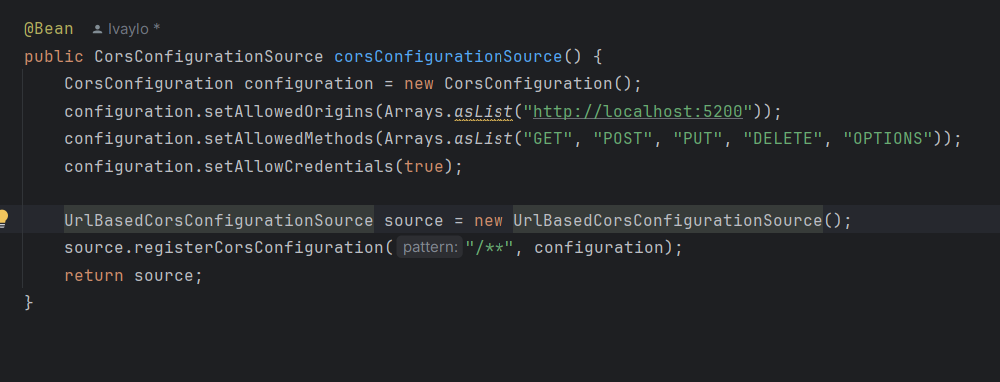 @Bean Ivaylo *
public CorsConfigurationSource corsConfigurationSource() {
CorsConfiguration configuration = new CorsConfiguration();
configuration.setAllowedOrigins(Arrays.asList("http://localhost:5200"));
configuration.setAllowedMethods(Arrays.asList("GET", "POST", "PUT", "DELETE", "OPTIONS"));
configuration.setAllowCredentials(true);
UrlBasedCorsConfigurationSource source = new UrlBasedCorsConfigurationSource();
source.registerCorsConfiguration( pattern: "/**", configuration);
return source;
}